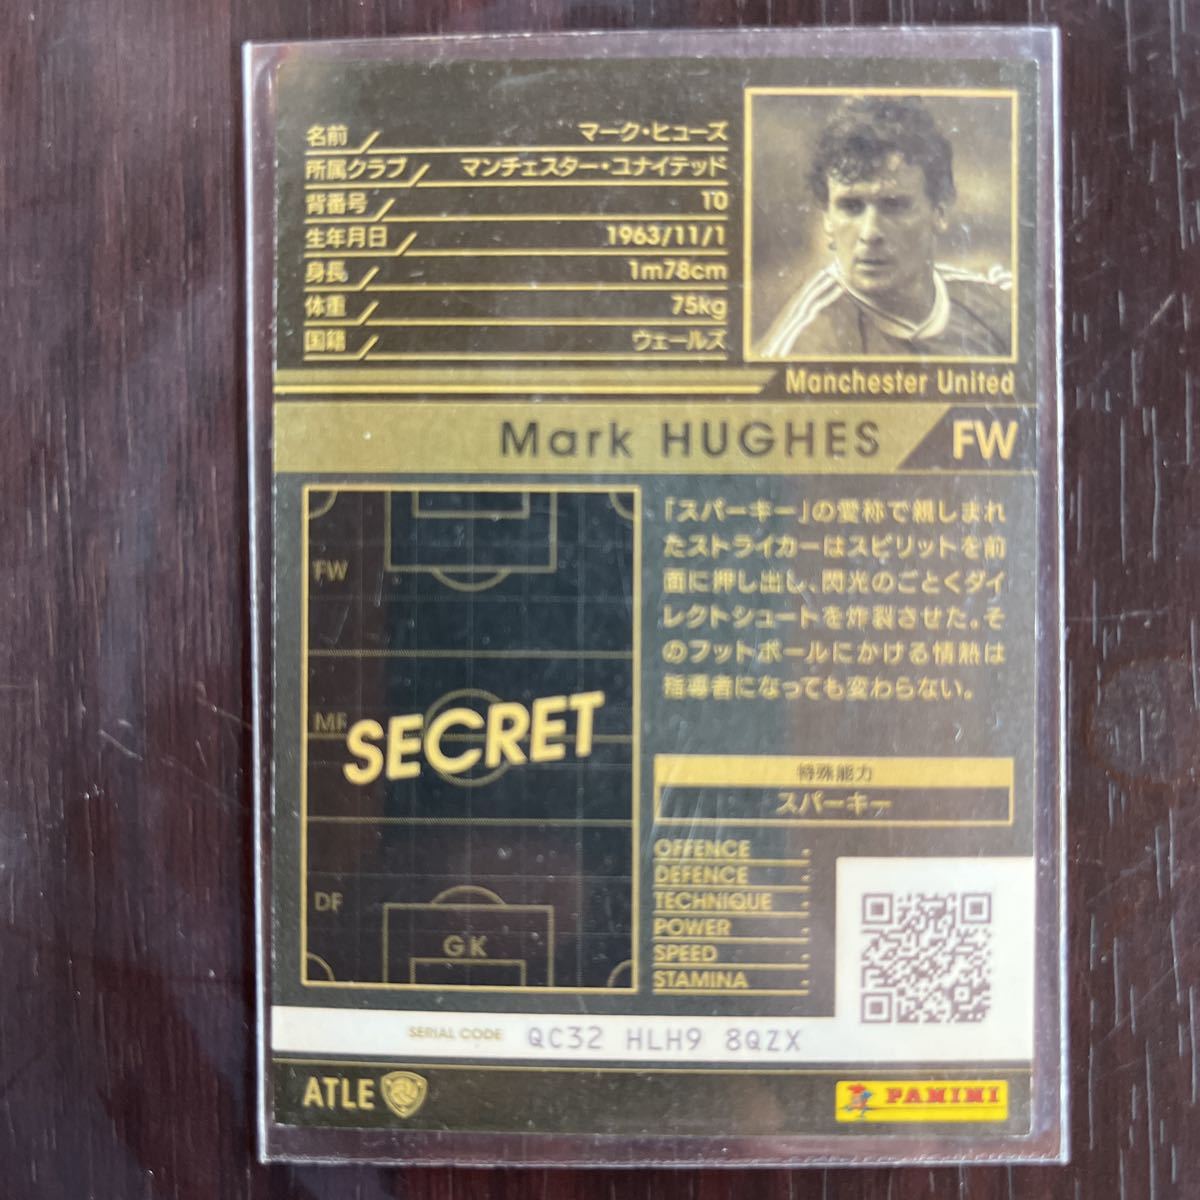 名前 マーク・ヒューズ
所属クラブ マンチェスター・ユナイテッド
背番号 10
生年月日 1963/11/1
身長 1m78cm
体重 75kg
国籍 ウェールズ
Manchester United
Mark HUGHES FW
「スパーキー」の愛称で親しまれ
たストライカーはスピリットを前
面に押し出し、閃光のごとくダイ
レクトシュートを炸裂させた。そ
のフットボールにかける情熱は
指導者になっても変わらない。
FW
MF
SECRET
DF
GK
特殊能力
スパーキー
OFFENCE -
DEFENCE -
TECHNIQUE -
POWER -
SPEED -
STAMINA -
SERIAL CODE QC32 HLH9 8QZX
ATLE
PANINI